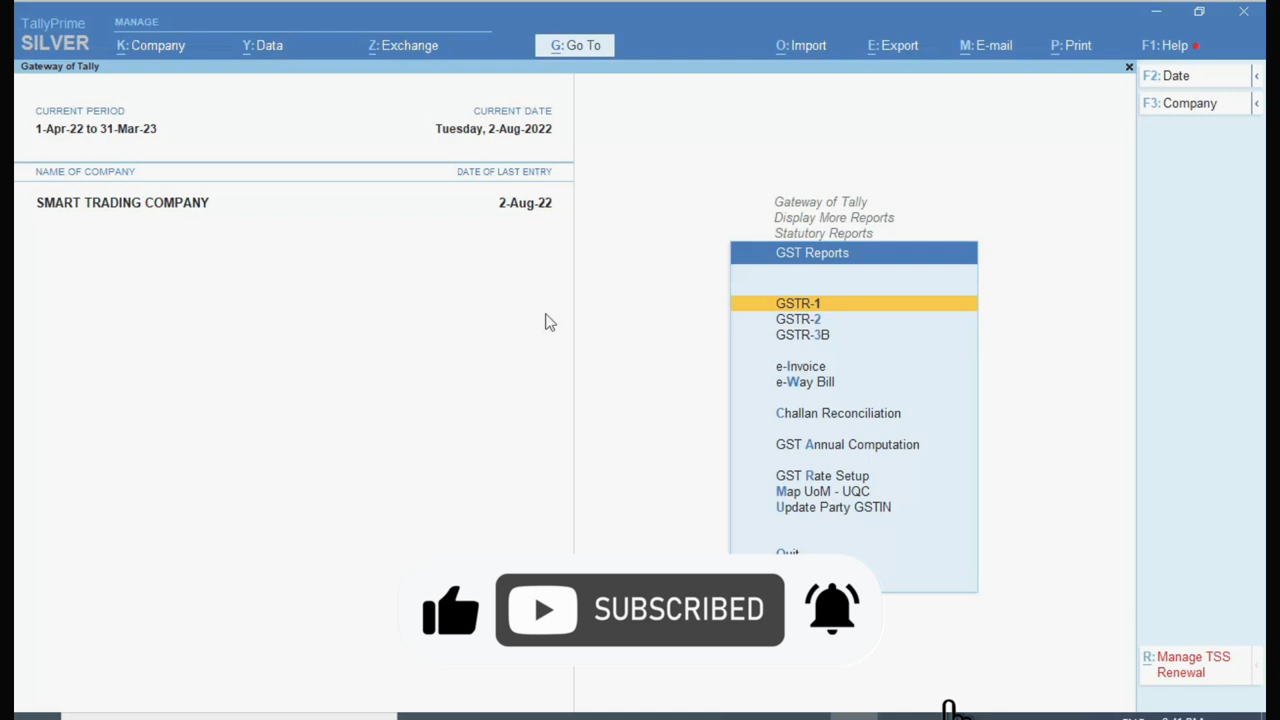 TallyPrime
SILVER
MANAGE
K: Company
Y: Data
Z: Exchange
G: Go To
O: Import
E: Export
M: E-mail
P: Print
F1: Help
Gateway of Tally
F2: Date
F3: Company
CURRENT PERIOD
CURRENT DATE
1-Apr-22 to 31-Mar-23
Tuesday, 2-Aug-2022
NAME OF COMPANY
DATE OF LAST ENTRY
SMART TRADING COMPANY
2-Aug-22
Gateway of Tally
Display More Reports
Statutory Reports
GST Reports
GSTR-1
GSTR-2
GSTR-3B
e-Invoice
e-Way Bill
Challan Reconciliation
GST Annual Computation
GST Rate Setup
Map UoM - UQC
Update Party GSTIN
Quit
SUBSCRIBED
R: Manage TSS
Renewal